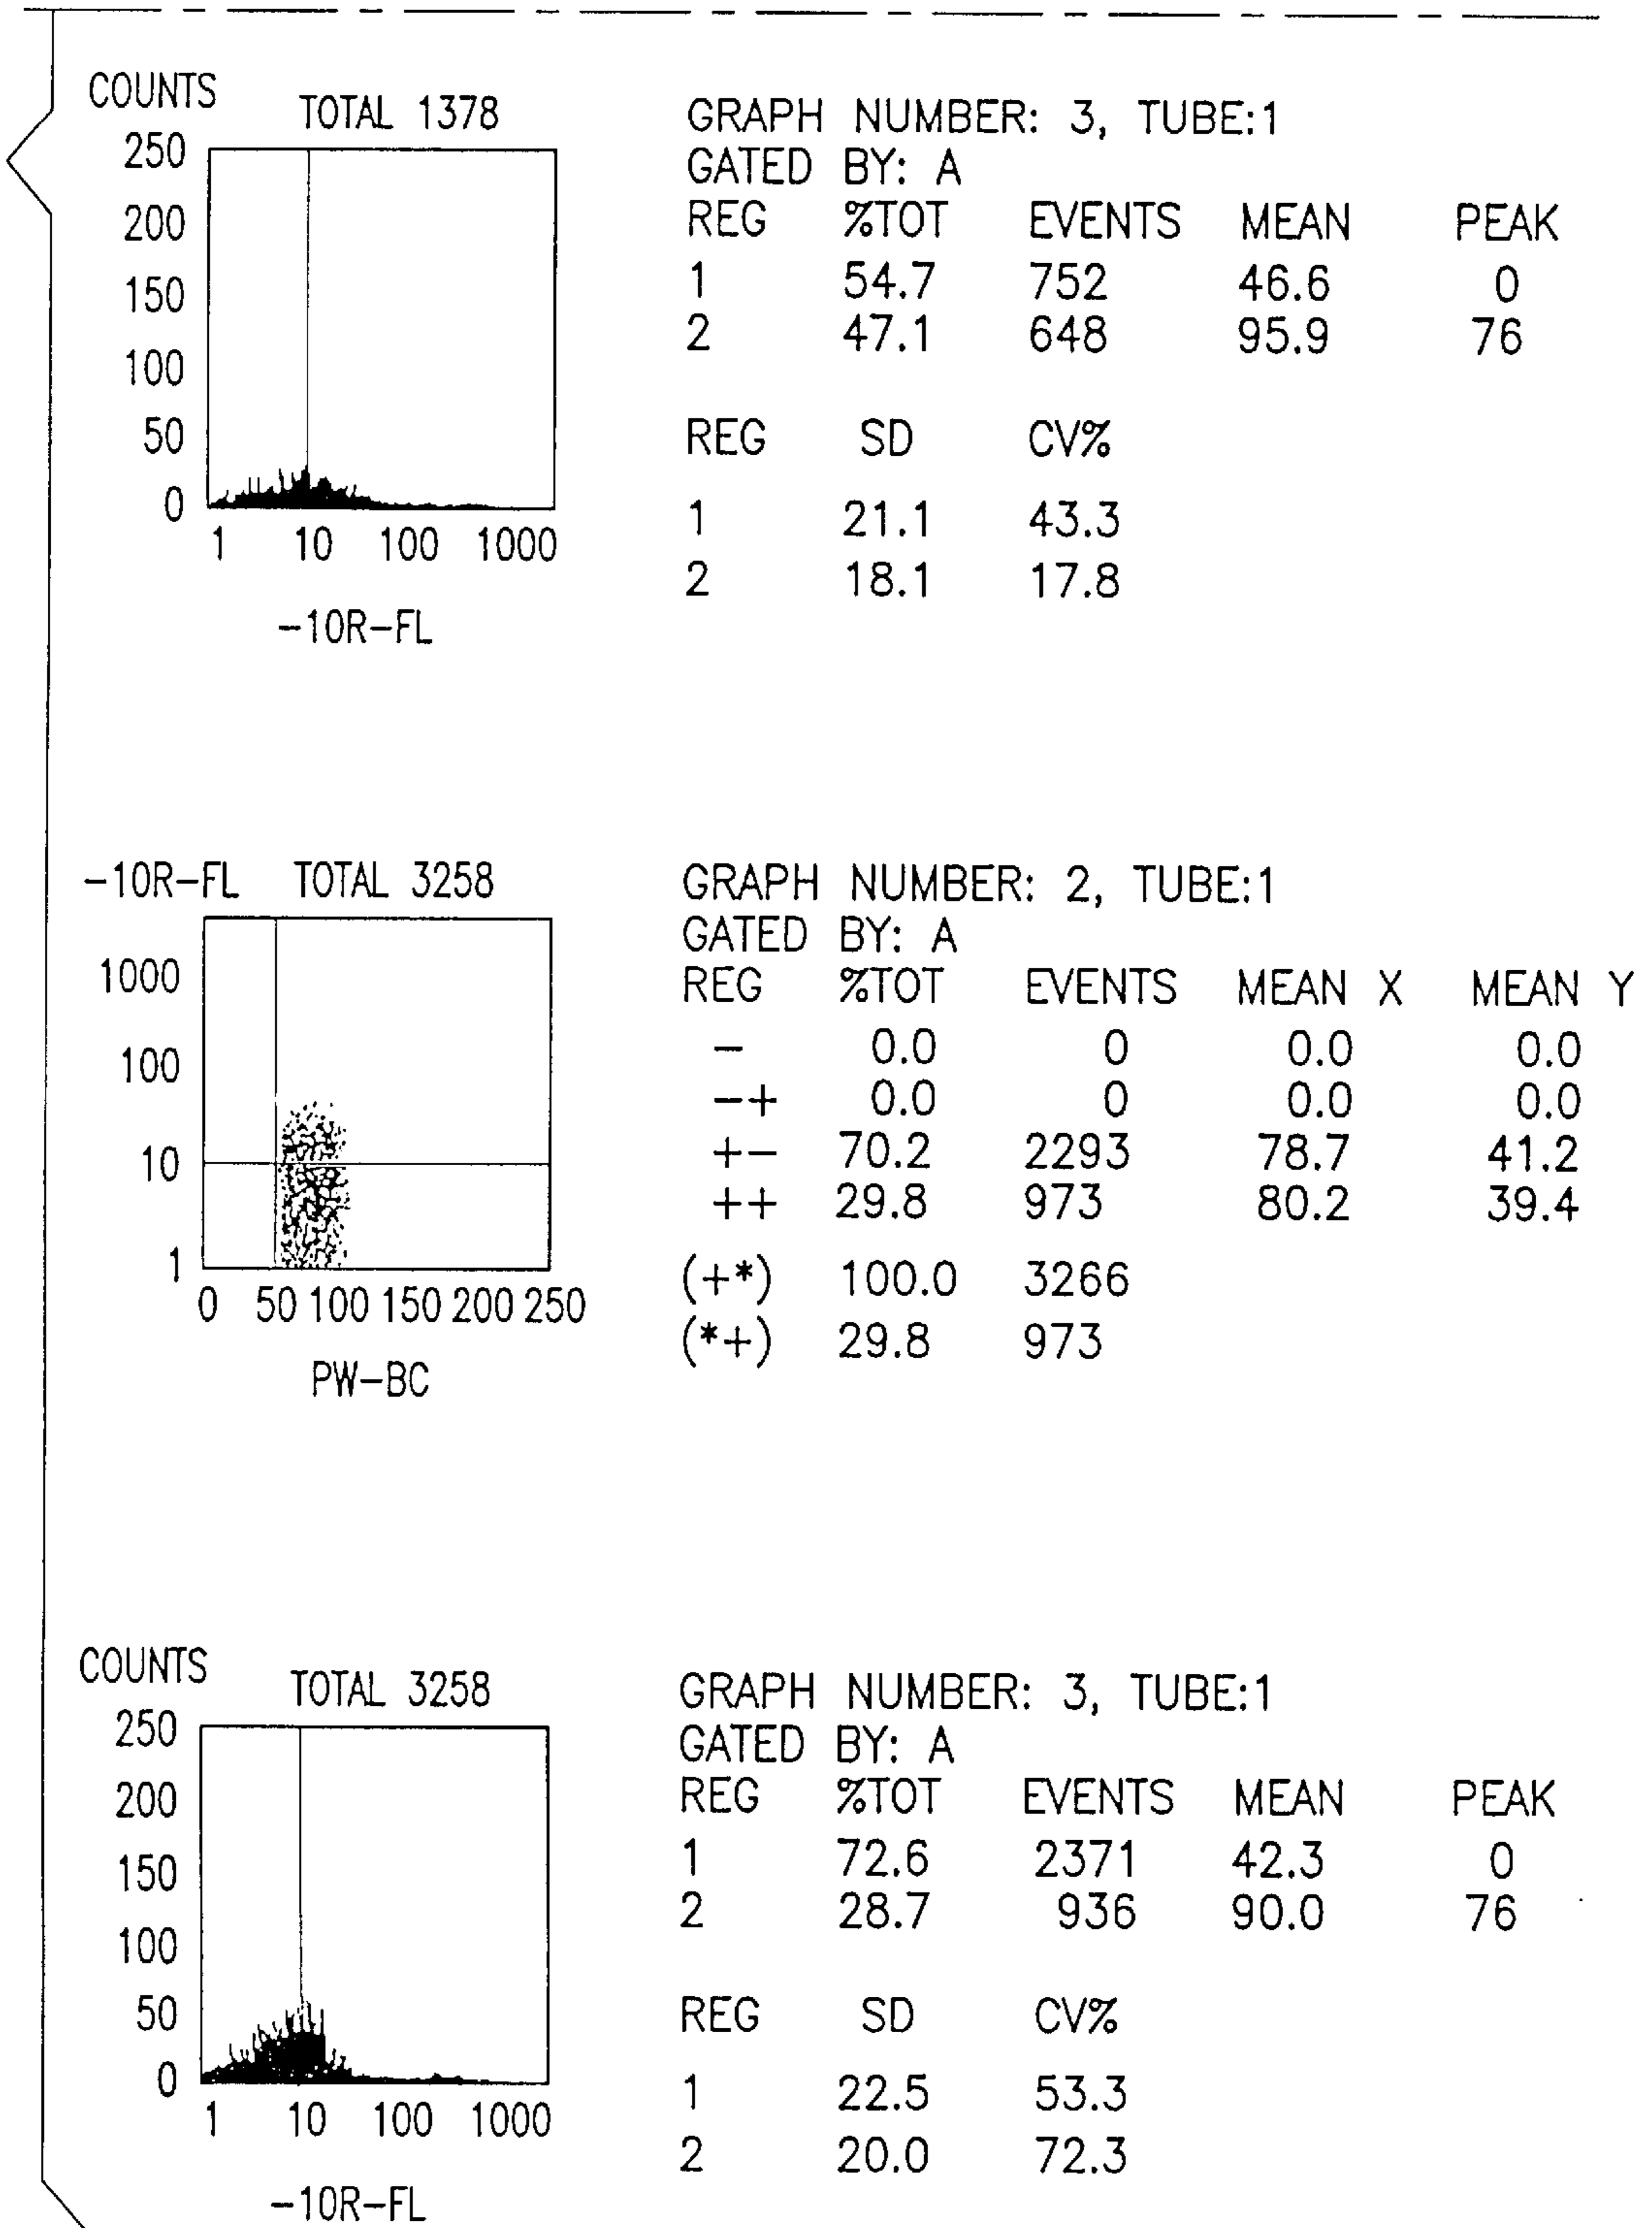 COUNTS
TOTAL 1378
250
200
150
100
50
0
1 10 100 1000
-10R-FL
GRAPH NUMBER: 3, TUBE:1
GATED BY: A
REG %TOT EVENTS MEAN PEAK
1 54.7 752 46.6 0
2 47.1 648 95.9 76
REG SD CV%
1 21.1 43.3
2 18.1 17.8
-10R-FL TOTAL 3258
1000
100
10
1
0 50 100 150 200 250
PW-BC
GRAPH NUMBER: 2, TUBE:1
GATED BY: A
REG %TOT EVENTS MEAN X MEAN Y
- 0.0 0 0.0 0.0
-+ 0.0 0 0.0 0.0
+- 70.2 2293 78.7 41.2
++ 29.8 973 80.2 39.4
(+*) 100.0 3266
(*+) 29.8 973
COUNTS
TOTAL 3258
250
200
150
100
50
0
1 10 100 1000
-10R-FL
GRAPH NUMBER: 3, TUBE:1
GATED BY: A
REG %TOT EVENTS MEAN PEAK
1 72.6 2371 42.3 0
2 28.7 936 90.0 76
REG SD CV%
1 22.5 53.3
2 20.0 72.3